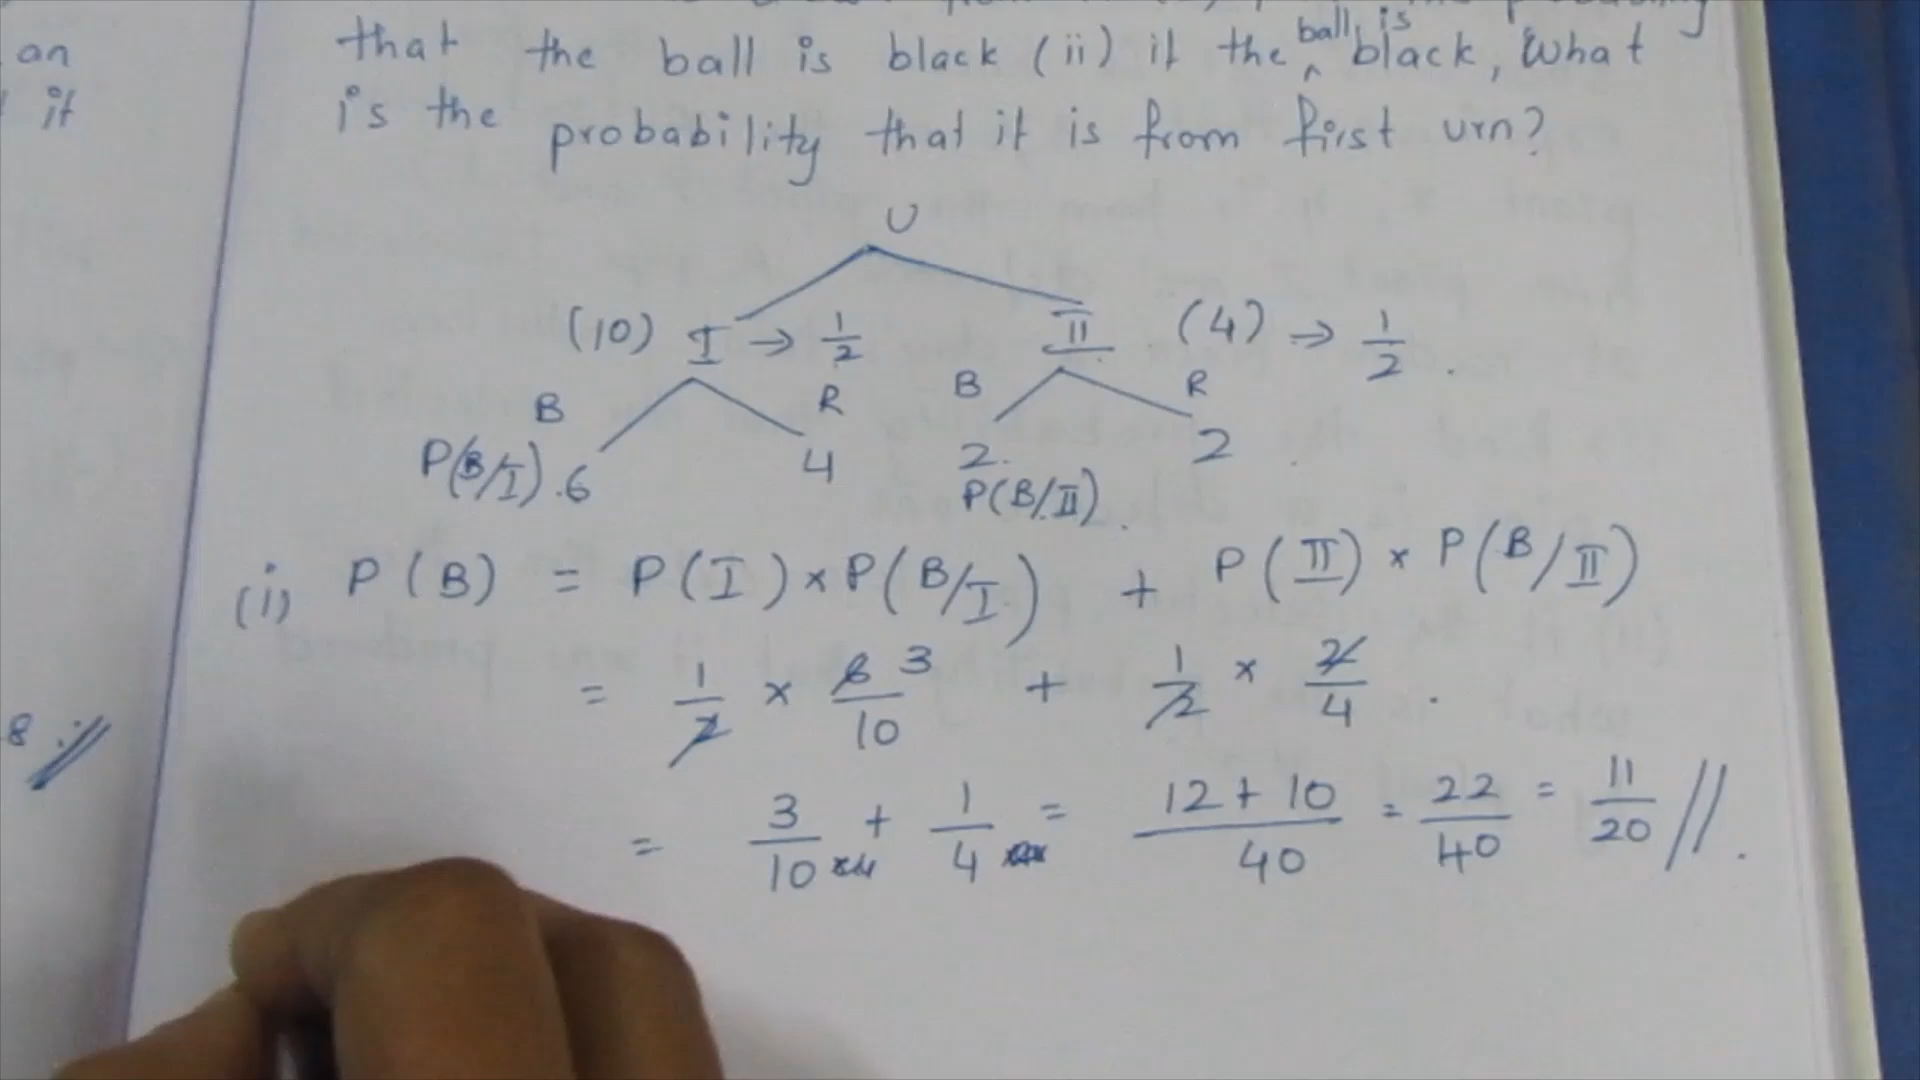 an
it
8 .//
that the ball is black (ii) if the ball is black, What
is the probability that it is from first urn?
U
(10) I → 1/2 II (4) → 1/2 .
B R B R
P(B/I) .6 4 2. 2
P(B/II) .
(i) P(B) = P(I) × P(B/I) + P(II) × P(B/II)
= 1/2 × 6/10 3 + 1/2 × 2/4 .
= 3/10 ×4 + 1/4 = 12 + 10/40 = 22/40 = 11/20 // .